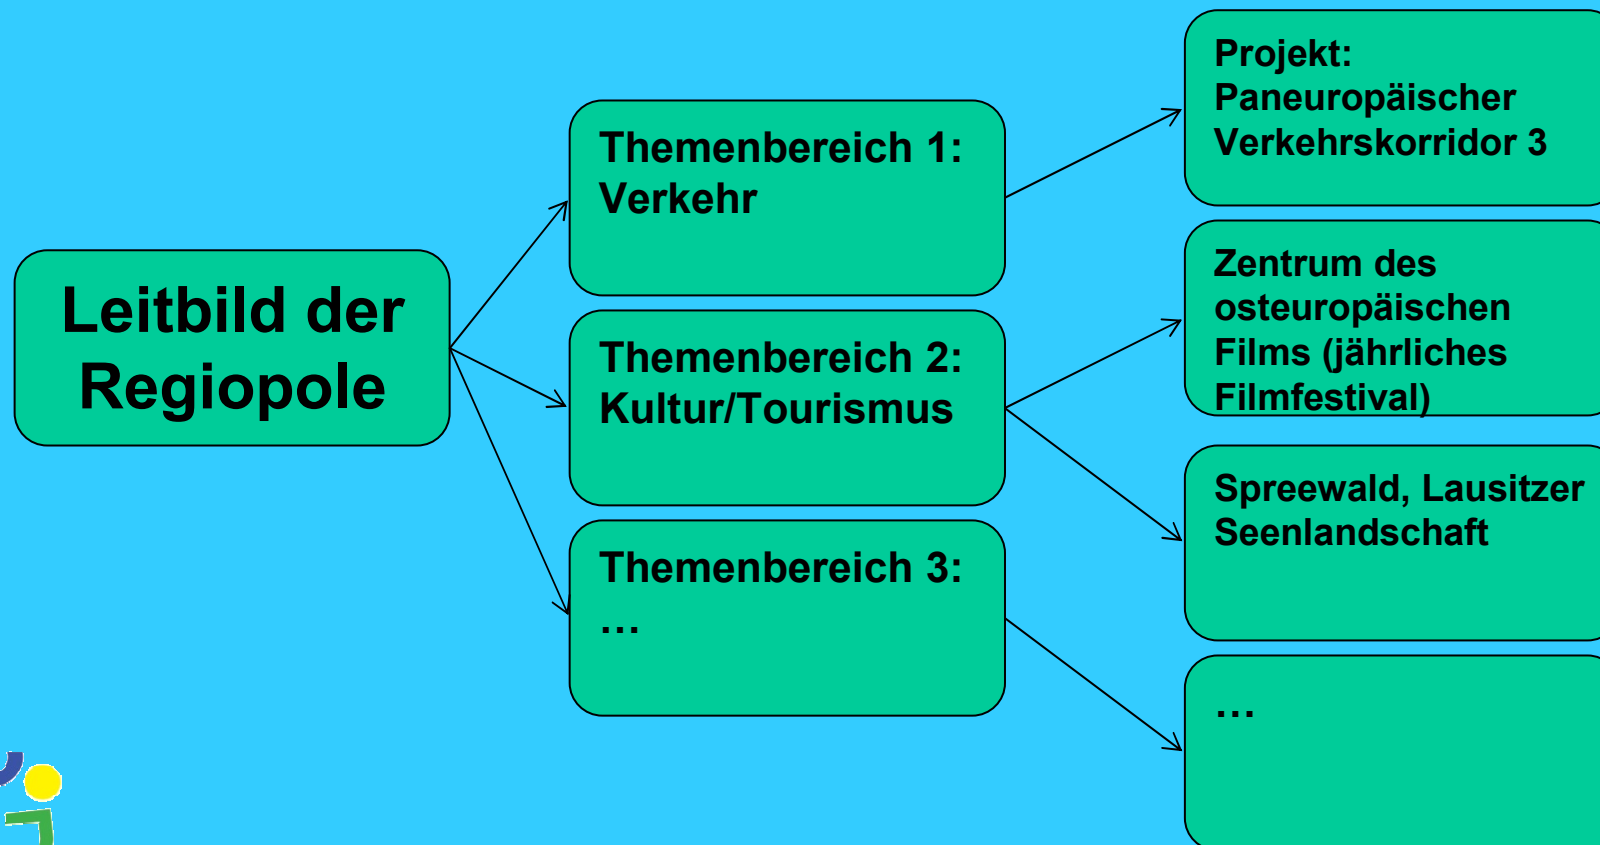 Leitbild der
Regiopole
Themenbereich 1:
Verkehr
Themenbereich 2:
Kultur/Tourismus
Themenbereich 3:
…
Projekt:
Paneuropäischer
Verkehrskorridor 3
Zentrum des
osteuropäischen
Films (jährliches
Filmfestival)
Spreewald, Lausitzer
Seenlandschaft
…